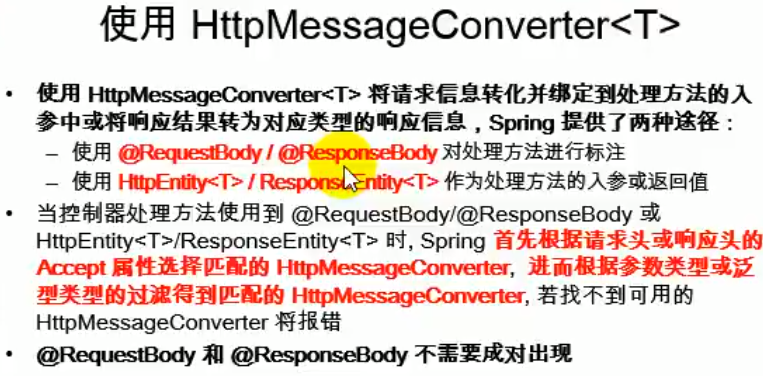 使用 HttpMessageConverter<T>
• 使用 HttpMessageConverter<T> 将请求信息转化并绑定到处理方法的入
参中或将响应结果转为对应类型的响应信息，Spring 提供了两种途径：
– 使用 @RequestBody / @ResponseBody 对处理方法进行标注
– 使用 HttpEntity<T> / ResponseEntity<T> 作为处理方法的入参或返回值
• 当控制器处理方法使用到 @RequestBody/@ResponseBody 或
HttpEntity<T>/ResponseEntity<T> 时, Spring 首先根据请求头或响应头的
Accept 属性选择匹配的 HttpMessageConverter, 进而根据参数类型或泛
型类型的过滤得到匹配的 HttpMessageConverter, 若找不到可用的
HttpMessageConverter 将报错
• @RequestBody 和 @ResponseBody 不需要成对出现